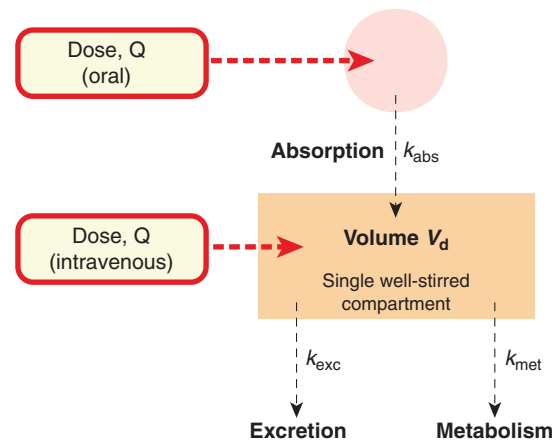 Dose, Q
(oral)
Absorption
kabs
Dose, Q
(intravenous)
Volume Vd
Single well-stirred
compartment
kexc
kmet
Excretion
Metabolism